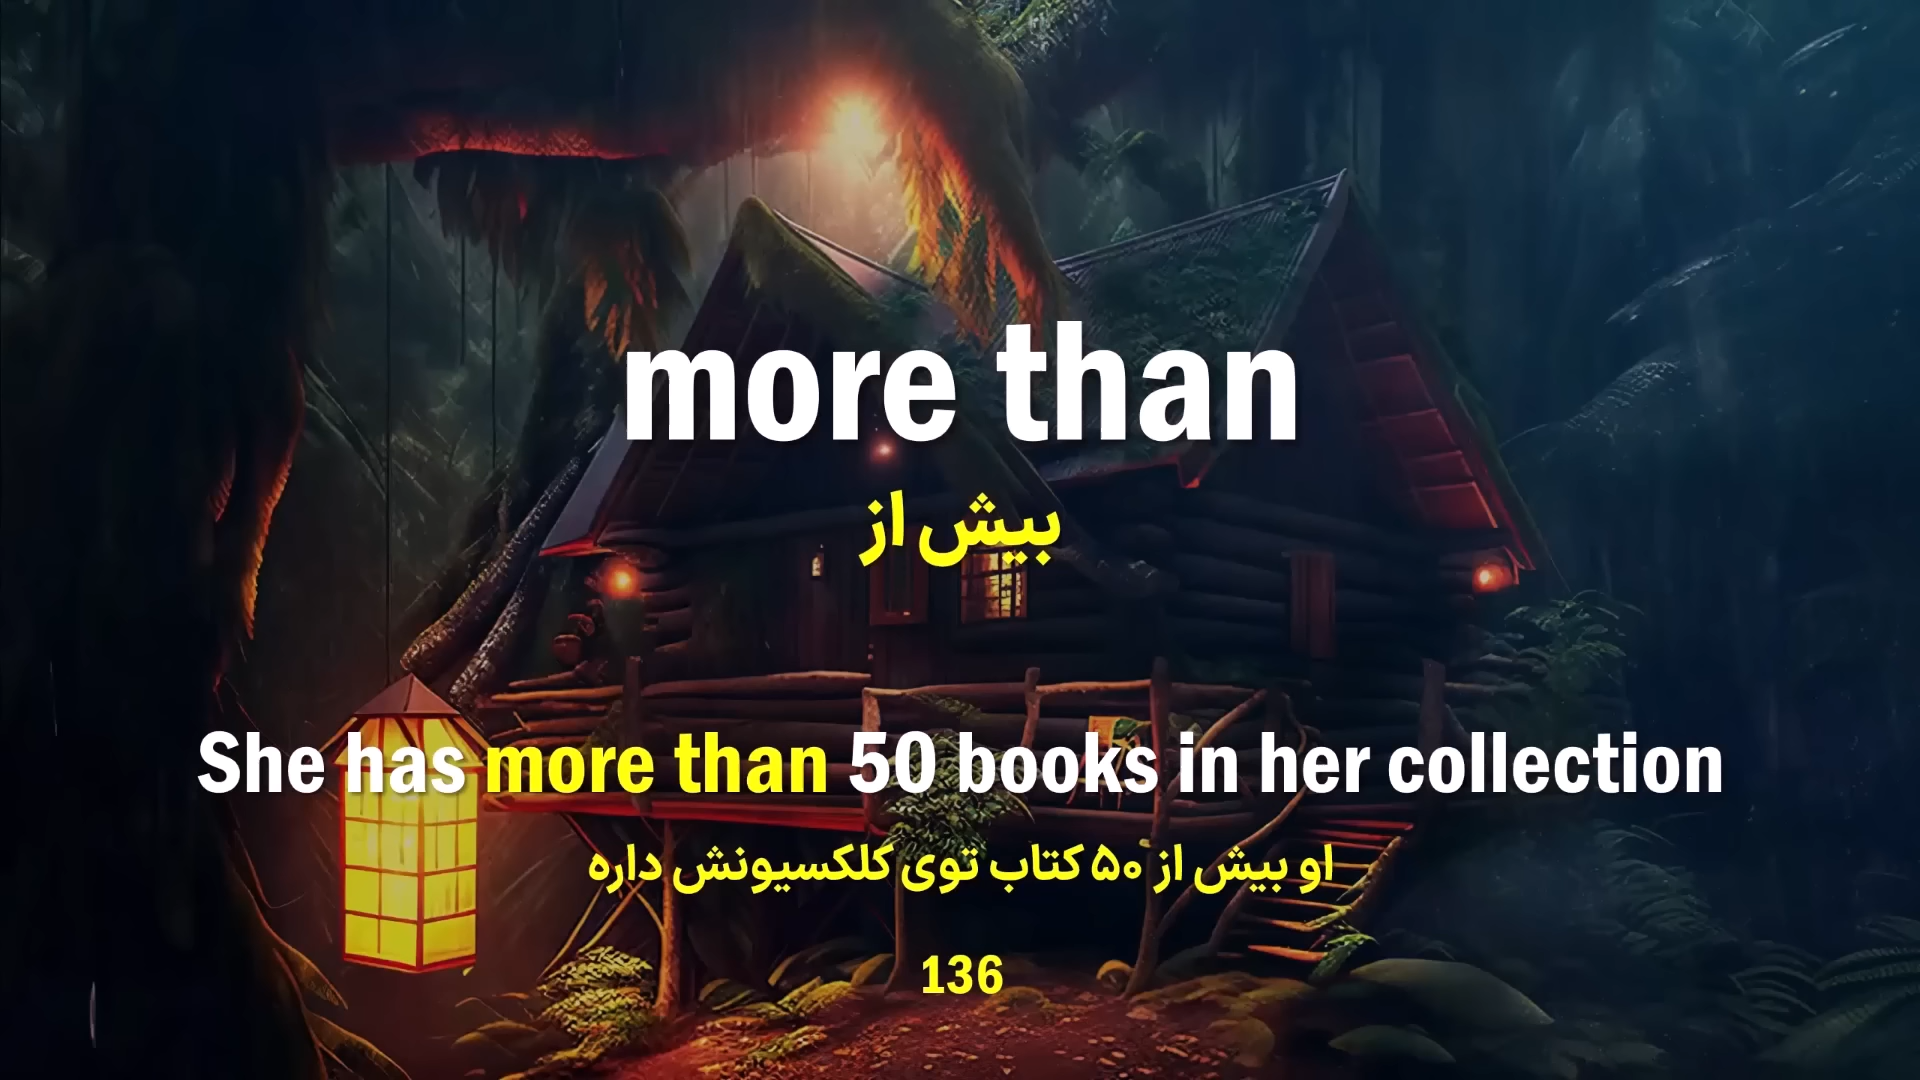 more than
بیش از
She has more than 50 books in her collection
او بیش از ۵۰ کتاب توی کلکسیونش داره
136